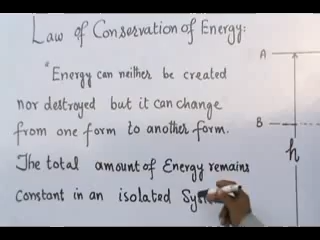 Law of Conservation of Energy:
"Energy can neither be created
nor destroyed but it can change
from one form to another form.
The total amount of Energy remains
Constant in an isolated Sys
A
B
h